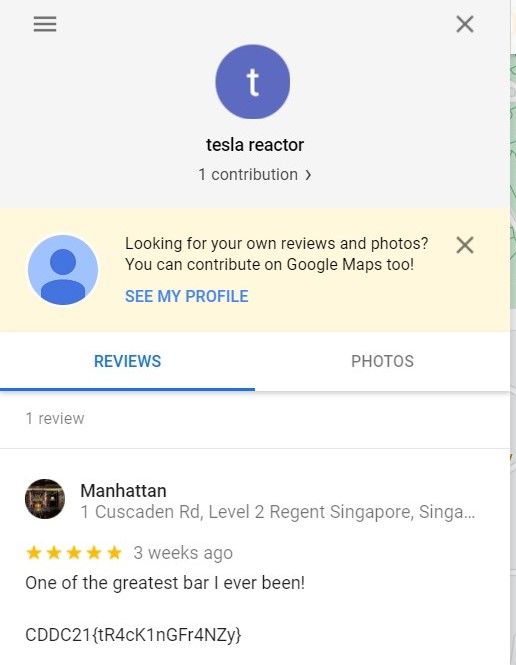 t
tesla reactor
1 contribution ›
Looking for your own reviews and photos?
You can contribute on Google Maps too!
SEE MY PROFILE
REVIEWS PHOTOS
1 review
Manhattan
1 Cuscaden Rd, Level 2 Regent Singapore, Singa...
3 weeks ago
One of the greatest bar I ever been!
CDDC21{tR4cK1nGFr4NZy}